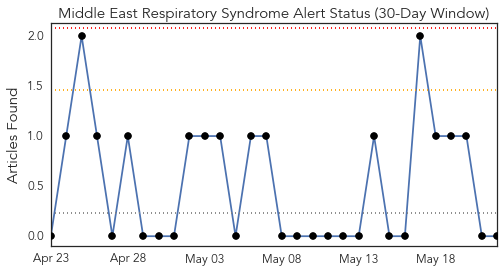 Middle East Respiratory Syndrome Alert Status (30-Day Window)
Articles Found
2.0
1.5
1.0
0.5
0.0
Apr 23 Apr 28 May 03 May 08 May 13 May 18